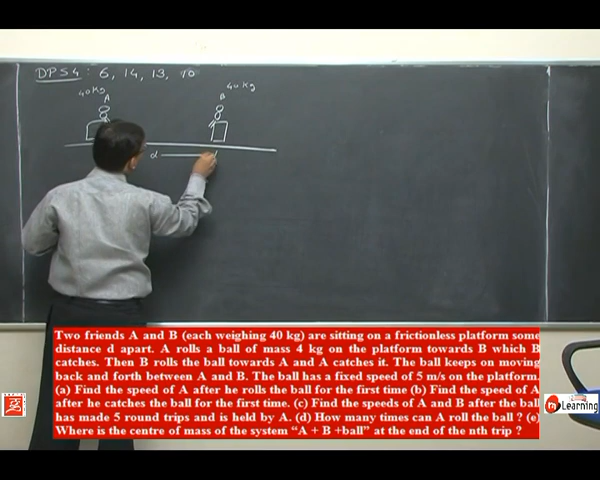 DPS4 : 6, 14, 13, 10
40 Kg
40 Kg
A
B
d
Two friends A and B (each weighing 40 kg) are sitting on a frictionless platform some
distance d apart. A rolls a ball of mass 4 kg on the platform towards B which B
catches. Then B rolls the ball towards A and A catches it. The ball keeps on moving
back and forth between A and B. The ball has a fixed speed of 5 m/s on the platform.
(a) Find the speed of A after he rolls the ball for the first time (b) Find the speed of A
after he catches the ball for the first time. (c) Find the speeds of A and B after the ball
has made 5 round trips and is held by A. (d) How many times can A roll the ball ? (e)
Where is the centre of mass of the system “A + B +ball” at the end of the nth trip ?
Learning